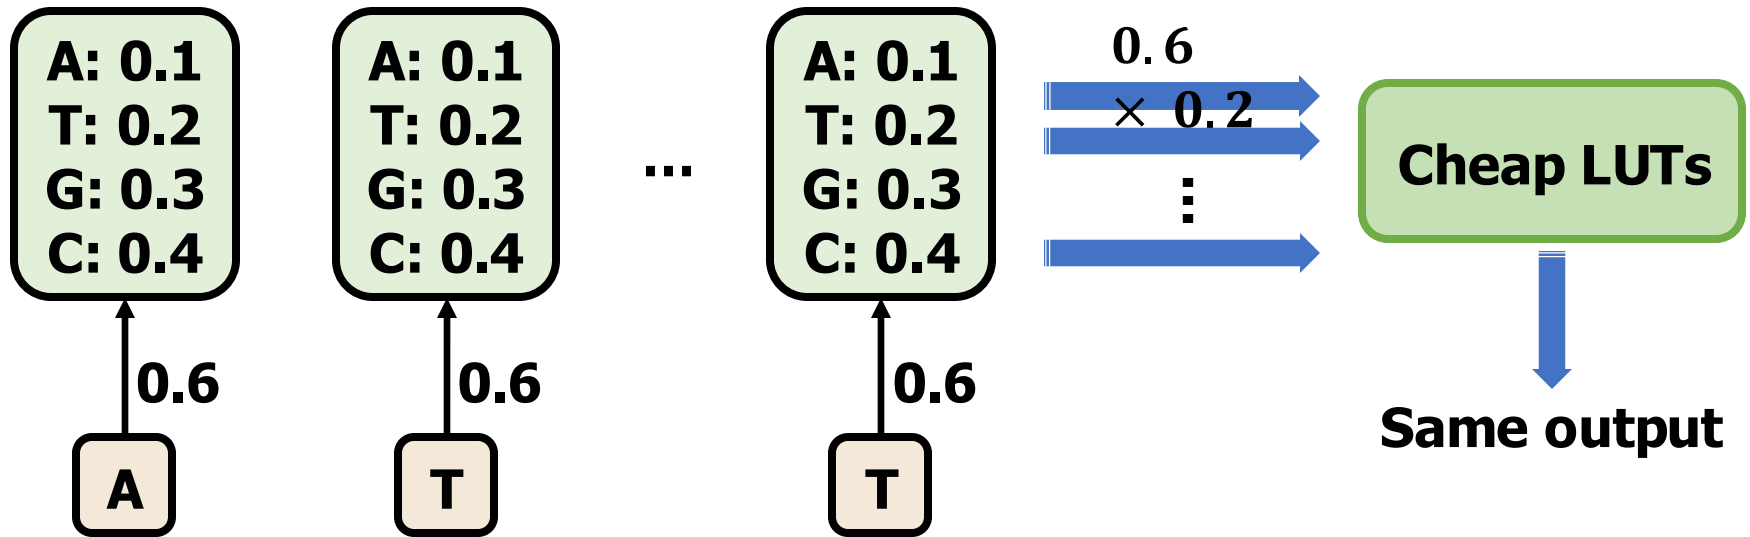 A: 0.1
T: 0.2
G: 0.3
C: 0.4
0.6
A
A: 0.1
T: 0.2
G: 0.3
C: 0.4
0.6
T
...
A: 0.1
T: 0.2
G: 0.3
C: 0.4
0.6
T
0.6
× 0.2
⋮
Cheap LUTs
Same output